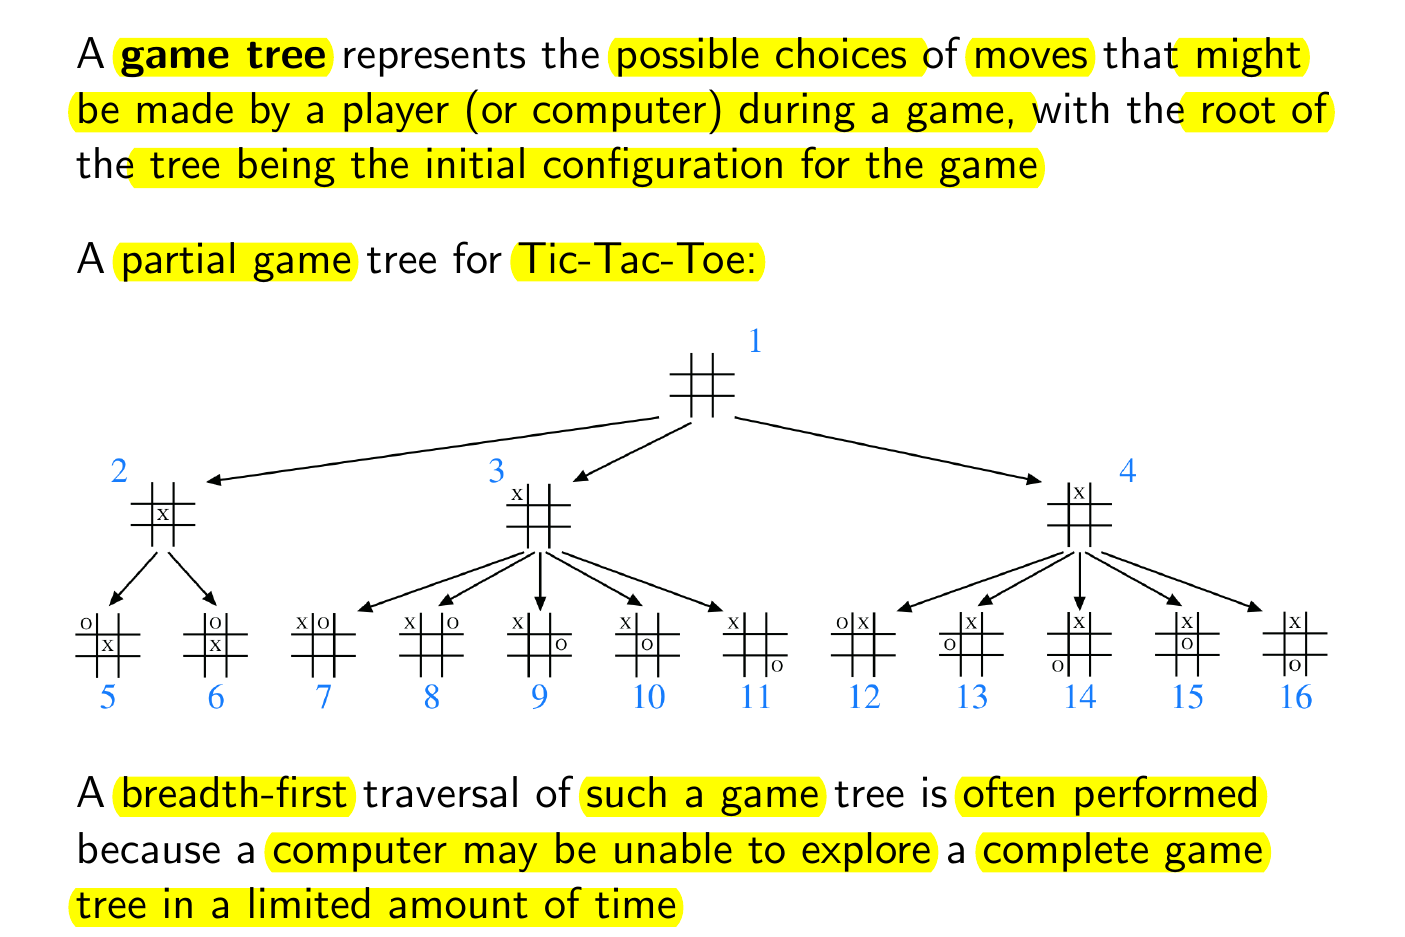 A game tree represents the possible choices of moves that might
be made by a player (or computer) during a game, with the root of
the tree being the initial configuration for the game
A partial game tree for Tic-Tac-Toe:
1
2 3 4
X X X
O O X O X O X X X O X X X X
X X O O O O O
O O O
5 6 7 8 9 10 11 12 13 14 15 16
A breadth-first traversal of such a game tree is often performed
because a computer may be unable to explore a complete game
tree in a limited amount of time